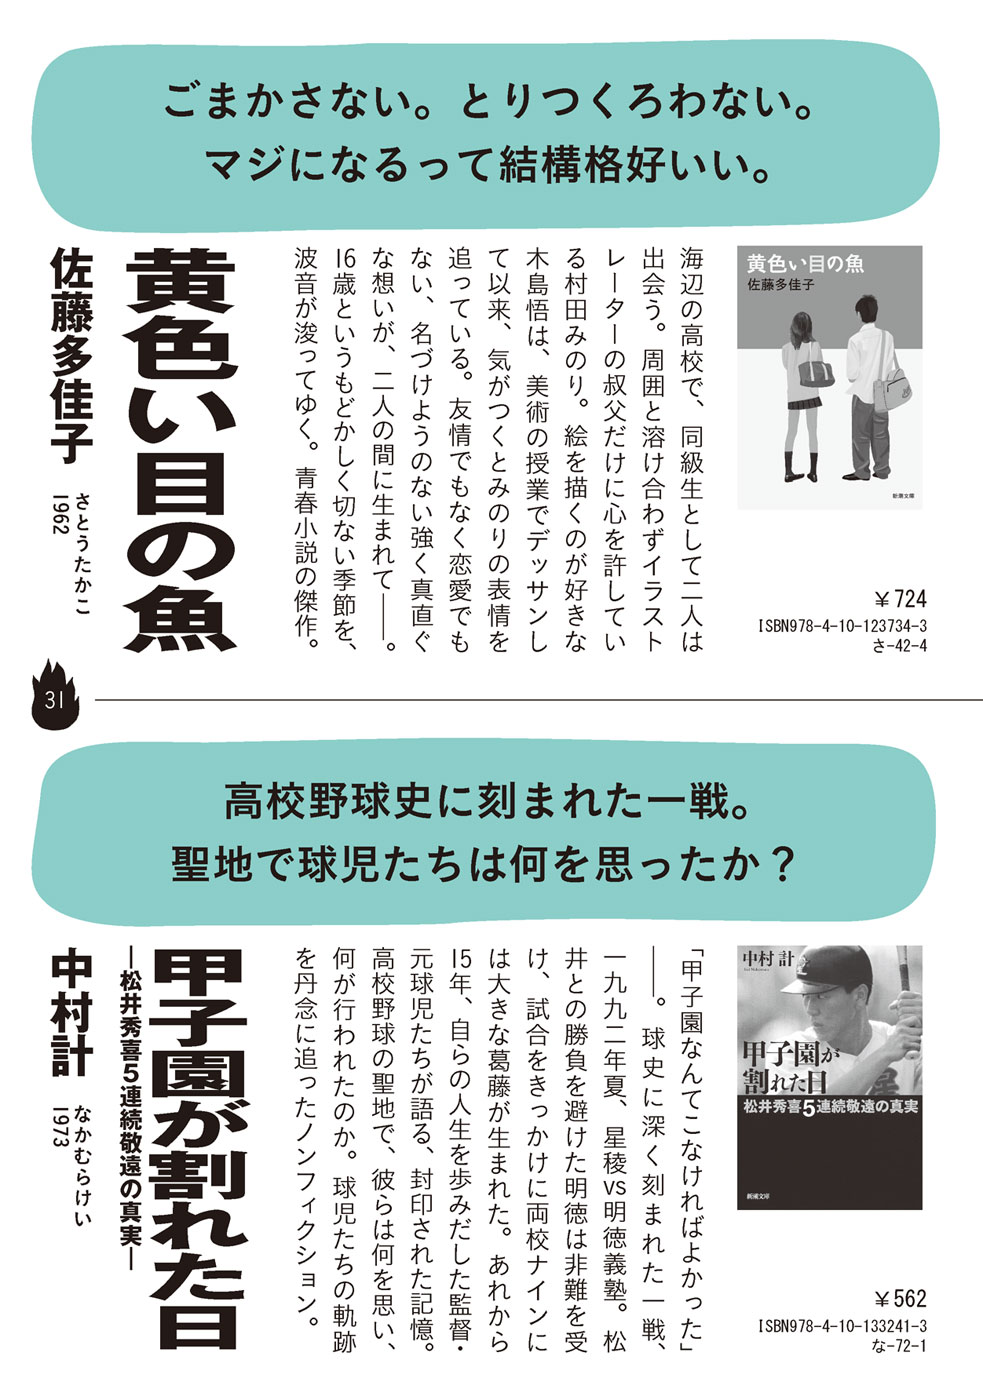 ごまかさない。とりつくろわない。
マジになるって結構格好いい。
黄色い目の魚
佐藤多佳子
新潮文庫
¥724
ISBN978-4-10-123734-3
さ-42-4
海辺の高校で、同級生として二人は
出会う。周囲と溶け合わずイラスト
レーターの叔父だけに心を許してい
る村田みのり。絵を描くのが好きな
木島悟は、美術の授業でデッサンし
て以来、気がつくとみのりの表情を
追っている。友情でもなく恋愛でも
ない、名づけようのない強く真直ぐ
な想いが、二人の間に生まれて――。
16歳というもどかしく切ない季節を、
波音が浚ってゆく。青春小説の傑作。
黄色い目の魚
佐藤多佳子
さとうたかこ
1962
31
高校野球史に刻まれた一戦。
聖地で球児たちは何を思ったか？
中村 計
甲子園が
割れた日
松井秀喜5連続敬遠の真実
新潮文庫
¥562
ISBN978-4-10-133241-3
な-72-1
「甲子園なんてこなければよかった」
――。球史に深く刻まれた一戦、
一九九二年夏、星稜vs明徳義塾。松
井との勝負を避けた明徳は非難を受
け、試合をきっかけに両校ナインに
は大きな葛藤が生まれた。あれから
15年、自らの人生を歩みだした監督・
元球児たちが語る、封印された記憶。
高校野球の聖地で、彼らは何を思い、
何が行われたのか。球児たちの軌跡
を丹念に追ったノンフィクション。
甲子園が割れた日
―松井秀喜5連続敬遠の真実―
中村計
なかむらけい
1973